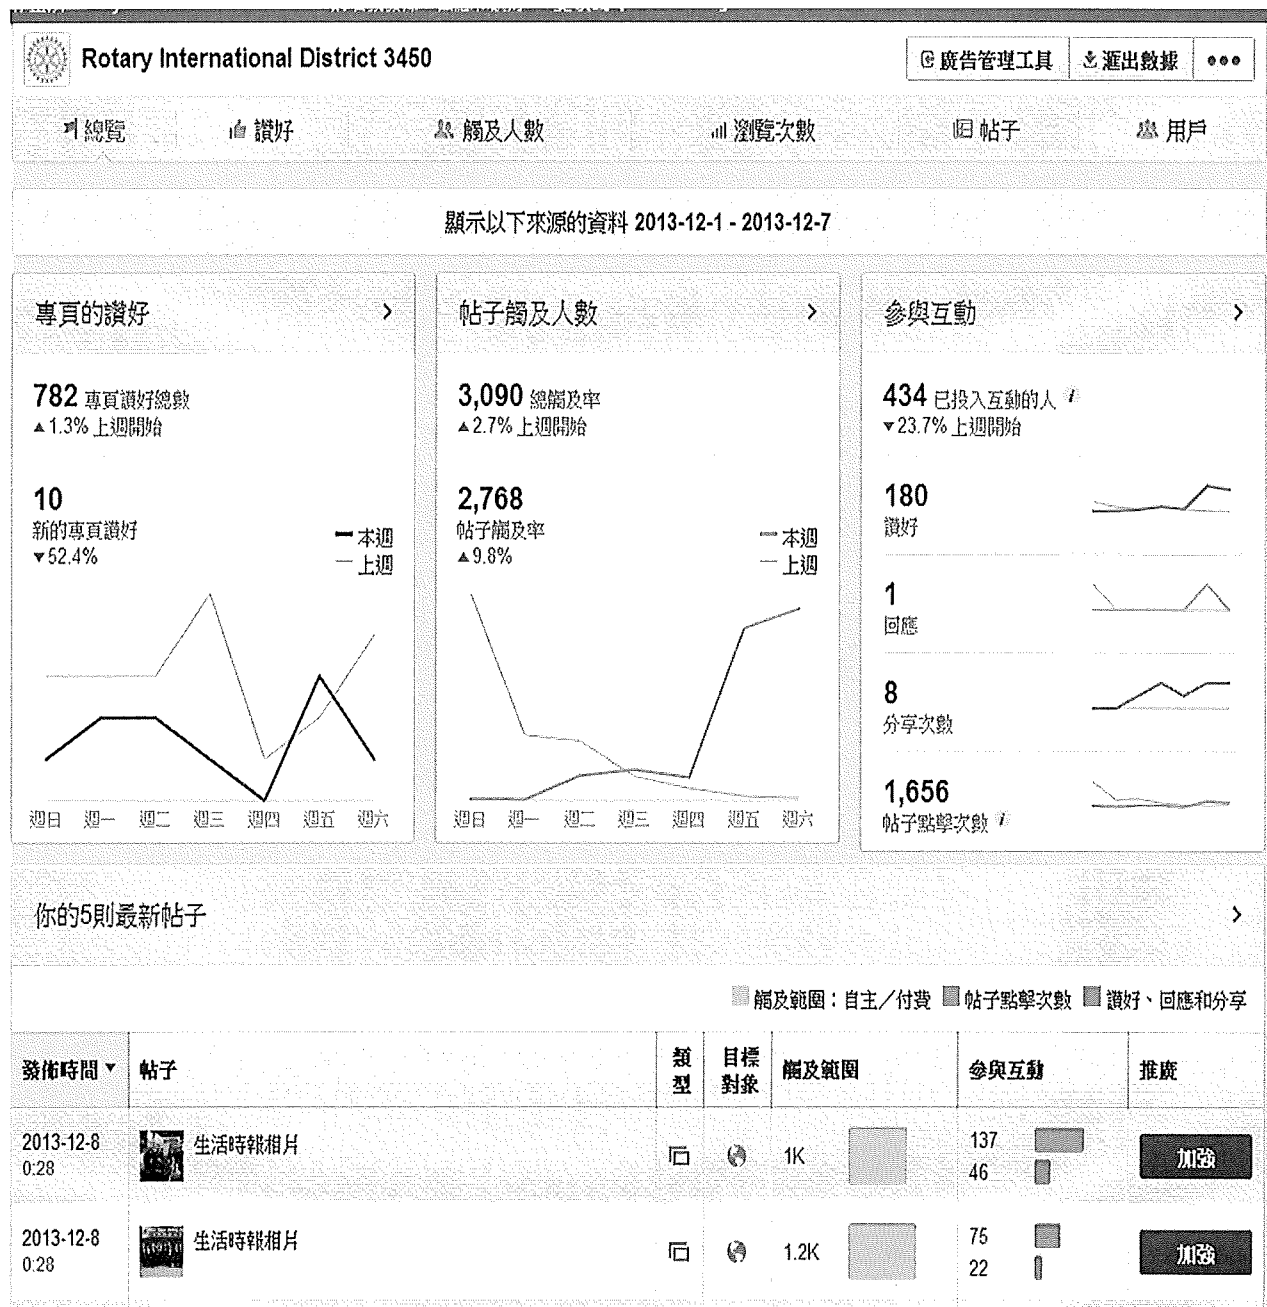 Rotary International District 3450
廣告管理工具
滙出數據
總覽
讚好
觸及人數
瀏覽次數
帖子
用戶
顯示以下來源的資料 2013-12-1 - 2013-12-7
專頁的讚好
782 專頁讚好總數
▲1.3% 上週開始
10
新的專頁讚好
▼52.4%
本週
上週
週日 週一 週二 週三 週四 週五 週六
帖子觸及人數
3,090 總觸及率
▲2.7% 上週開始
2,768
帖子觸及率
▲9.8%
本週
上週
週日 週一 週二 週三 週四 週五 週六
參與互動
434 已投入互動的人 i
▼23.7% 上週開始
180
讚好
1
回應
8
分享次數
1,656
帖子點擊次數 i
你的5則最新帖子
觸及範圍：自主／付費 帖子點擊次數 讚好、回應和分享
發佈時間 ▼ 帖子 類型 目標對象 觸及範圍 參與互動 推廣
2013-12-8
0:28
生活時報相片
1K
137
46
加強
2013-12-8
0:28
生活時報相片
1.2K
75
22
加強